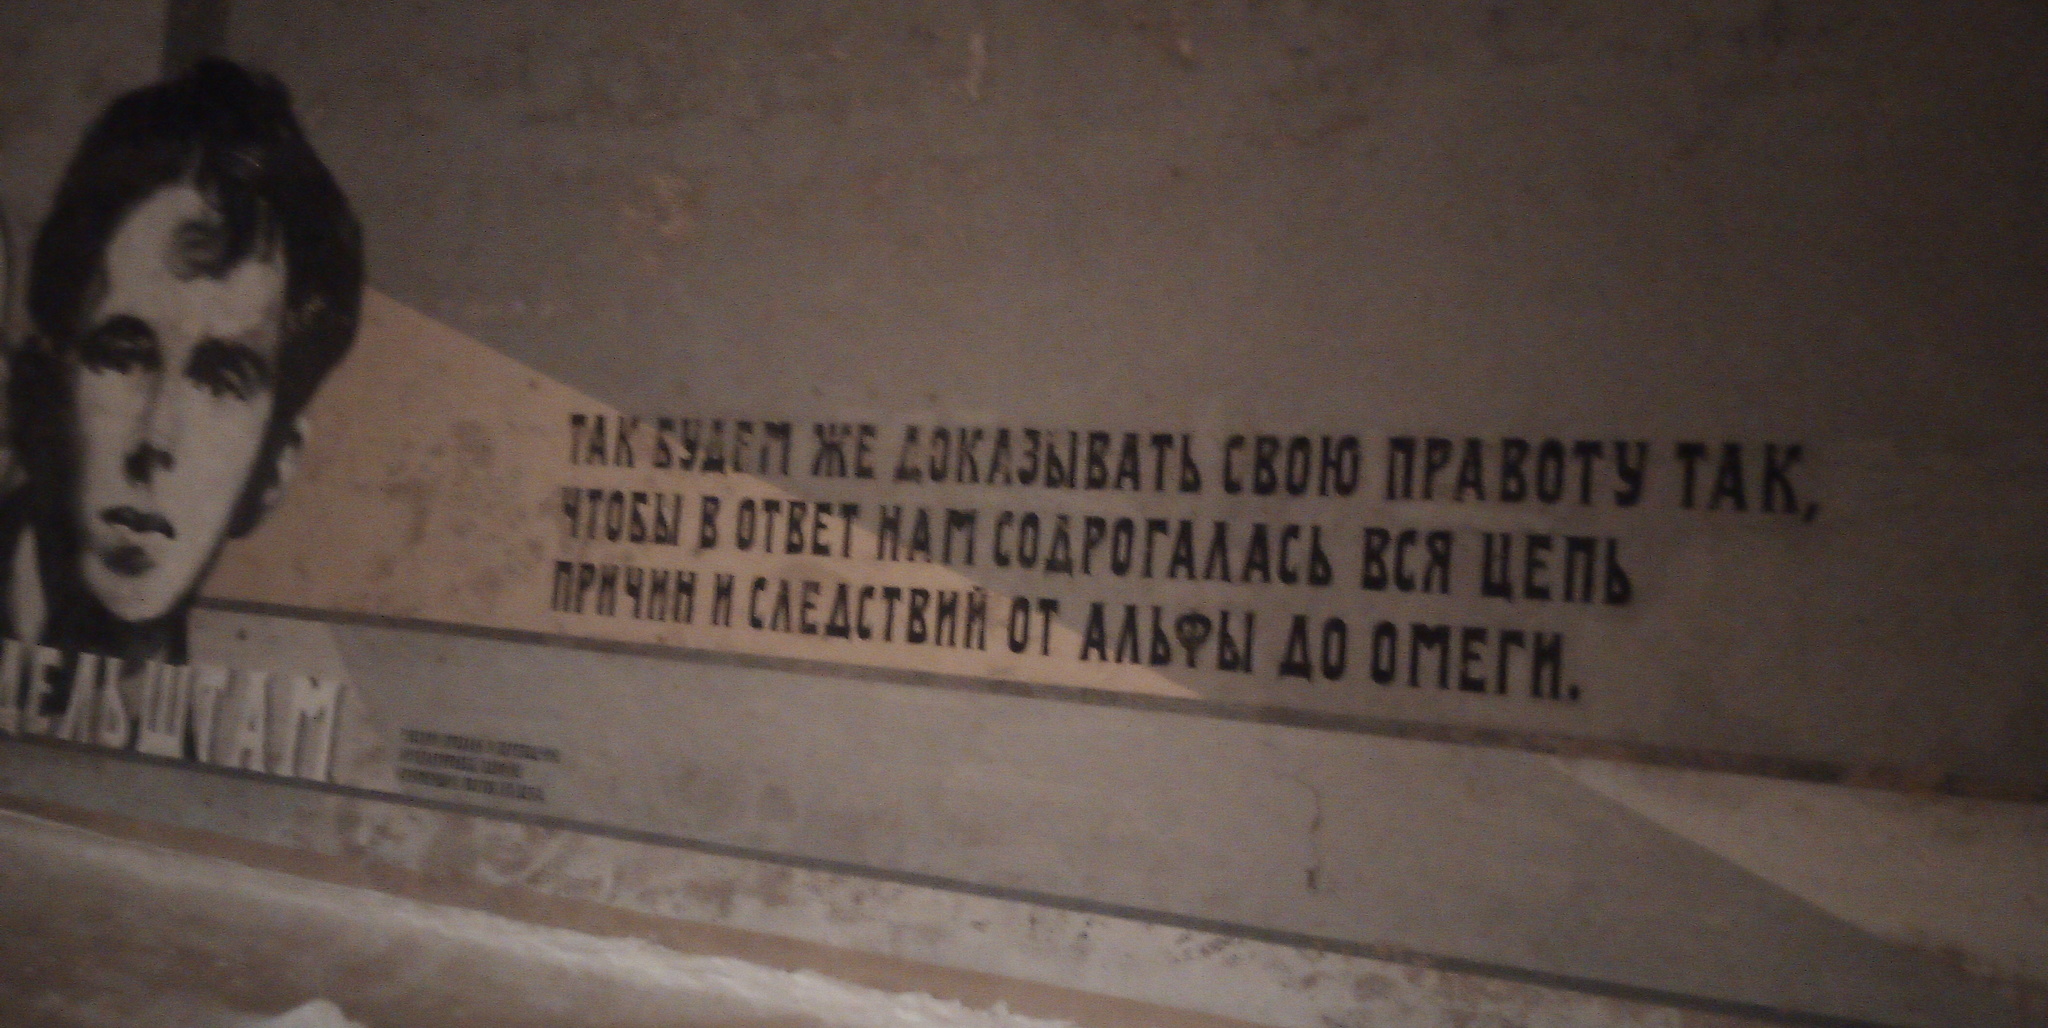 ТАК БУДЕМ ЖЕ ДОКАЗЫВАТЬ СВОЮ ПРАВОТУ ТАК,
ЧТОБЫ В ОТВЕТ НАМ СОДРОГАЛАСЬ ВСЯ ЦЕПЬ
ПРИЧИН И СЛЕДСТВИЙ ОТ АЛЬФЫ ДО ОМЕГИ.
ДЕЛЬШТАМ